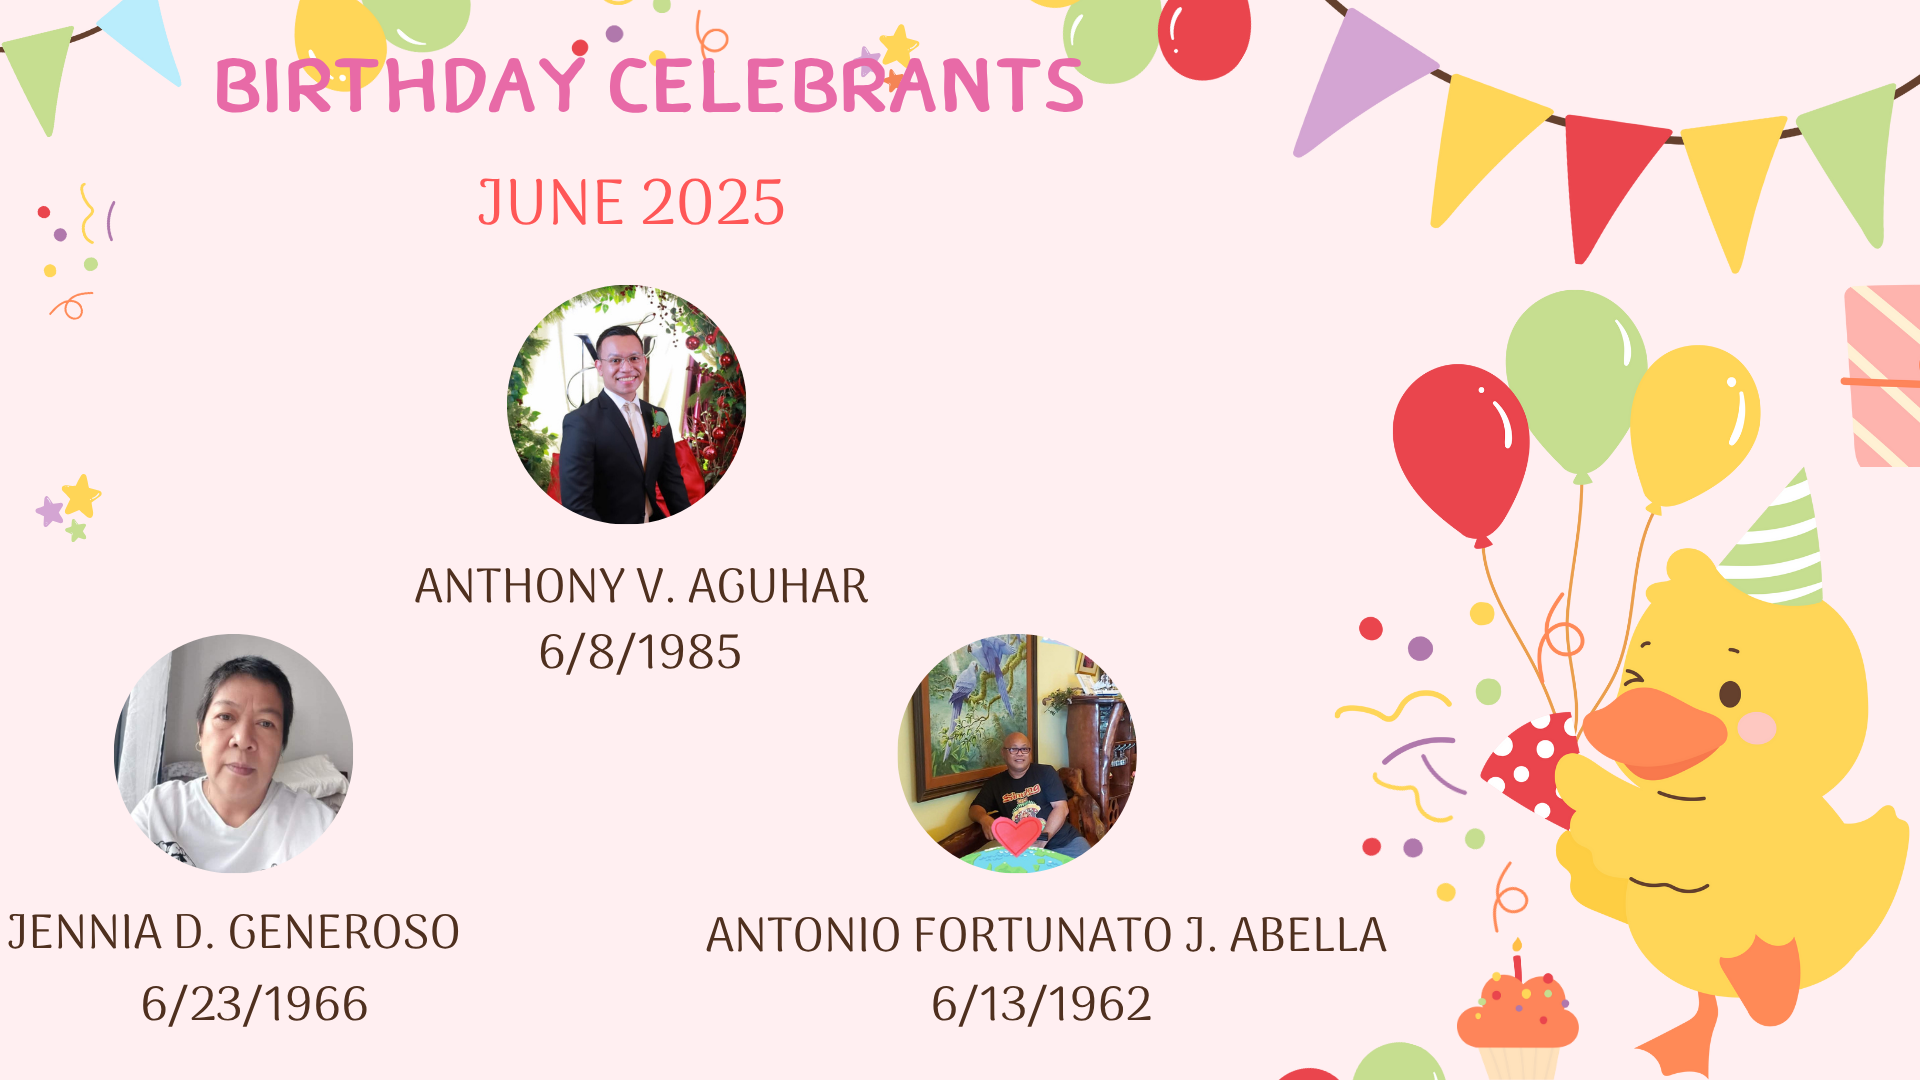 BIRTHDAY CELEBRANTS
JUNE 2025
ANTHONY V. AGUHAR
6/8/1985
JENNIA D. GENEROSO
6/23/1966
ANTONIO FORTUNATO J. ABELLA
6/13/1962